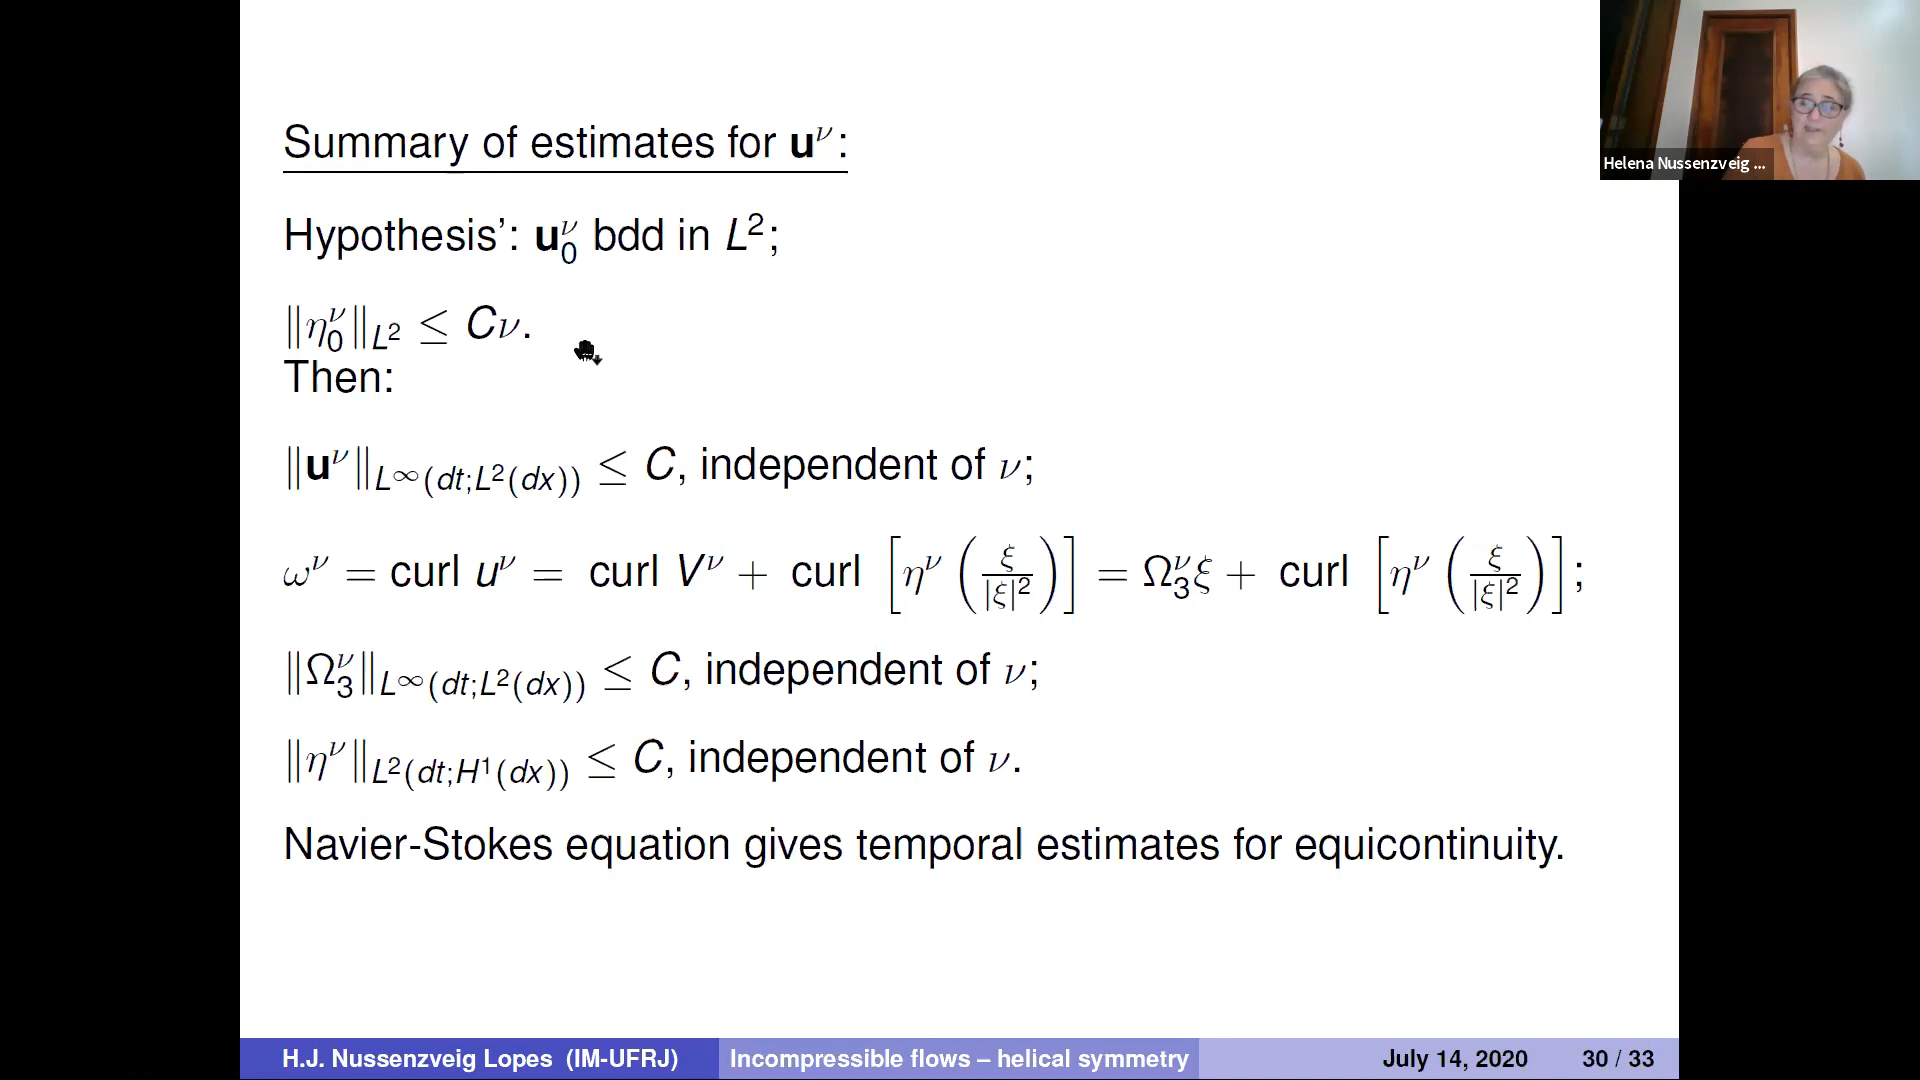 Summary of estimates for u^ν:
Hypothesis’: u_0^ν bdd in L^2;
‖η_0^ν‖_{L^2} ≤ Cν.
Then:
‖u^ν‖_{L^∞(dt;L^2(dx))} ≤ C, independent of ν;
ω^ν = curl u^ν = curl V^ν + curl [η^ν (ξ/|ξ|^2)] = Ω_3^ν ξ + curl [η^ν (ξ/|ξ|^2)];
‖Ω_3^ν‖_{L^∞(dt;L^2(dx))} ≤ C, independent of ν;
‖η^ν‖_{L^2(dt;H^1(dx))} ≤ C, independent of ν.
Navier-Stokes equation gives temporal estimates for equicontinuity.
Helena Nussenzveig ...
H.J. Nussenzveig Lopes (IM-UFRJ) Incompressible flows – helical symmetry July 14, 2020 30 / 33